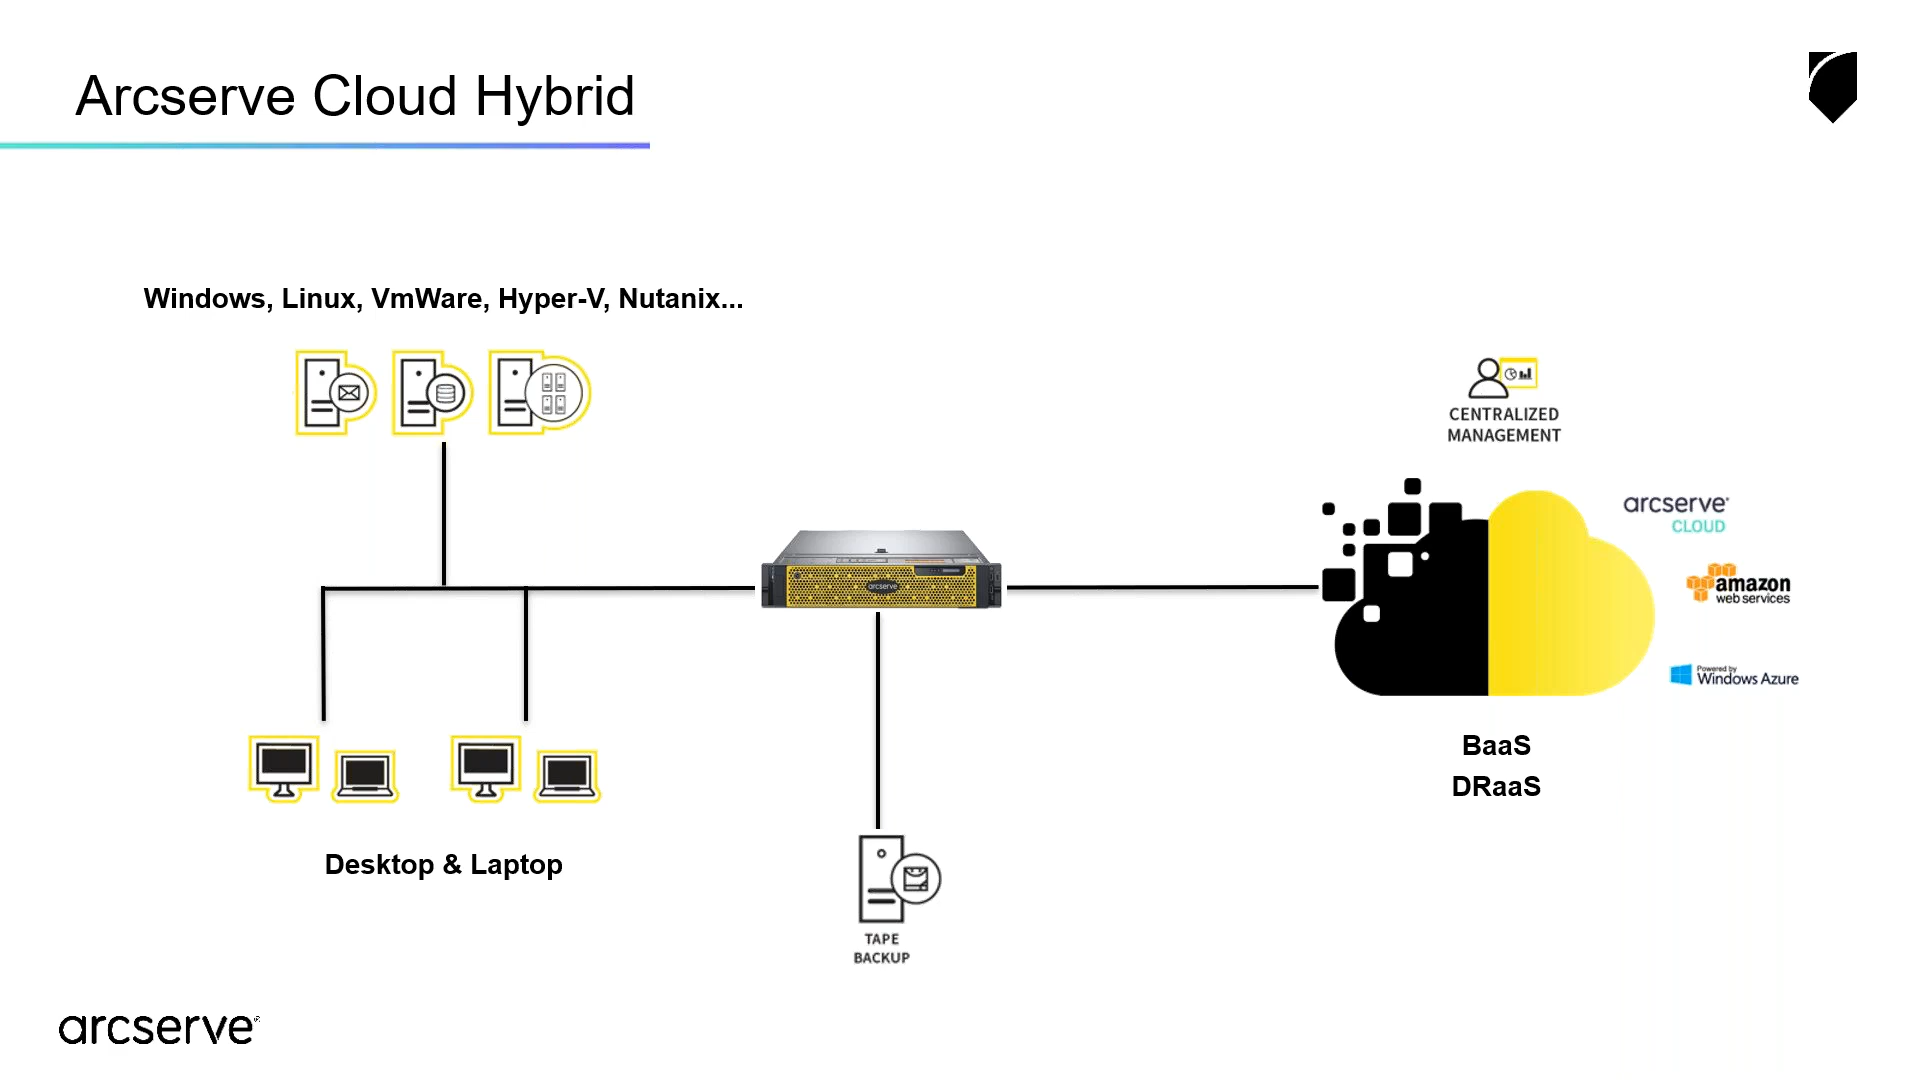 Arcserve Cloud Hybrid
Windows, Linux, VmWare, Hyper-V, Nutanix...
CENTRALIZED
MANAGEMENT
arcserve®
CLOUD
amazon
web services
Powered by
Windows Azure
arcserve
BaaS
DRaaS
Desktop & Laptop
TAPE
BACKUP
arcserve®